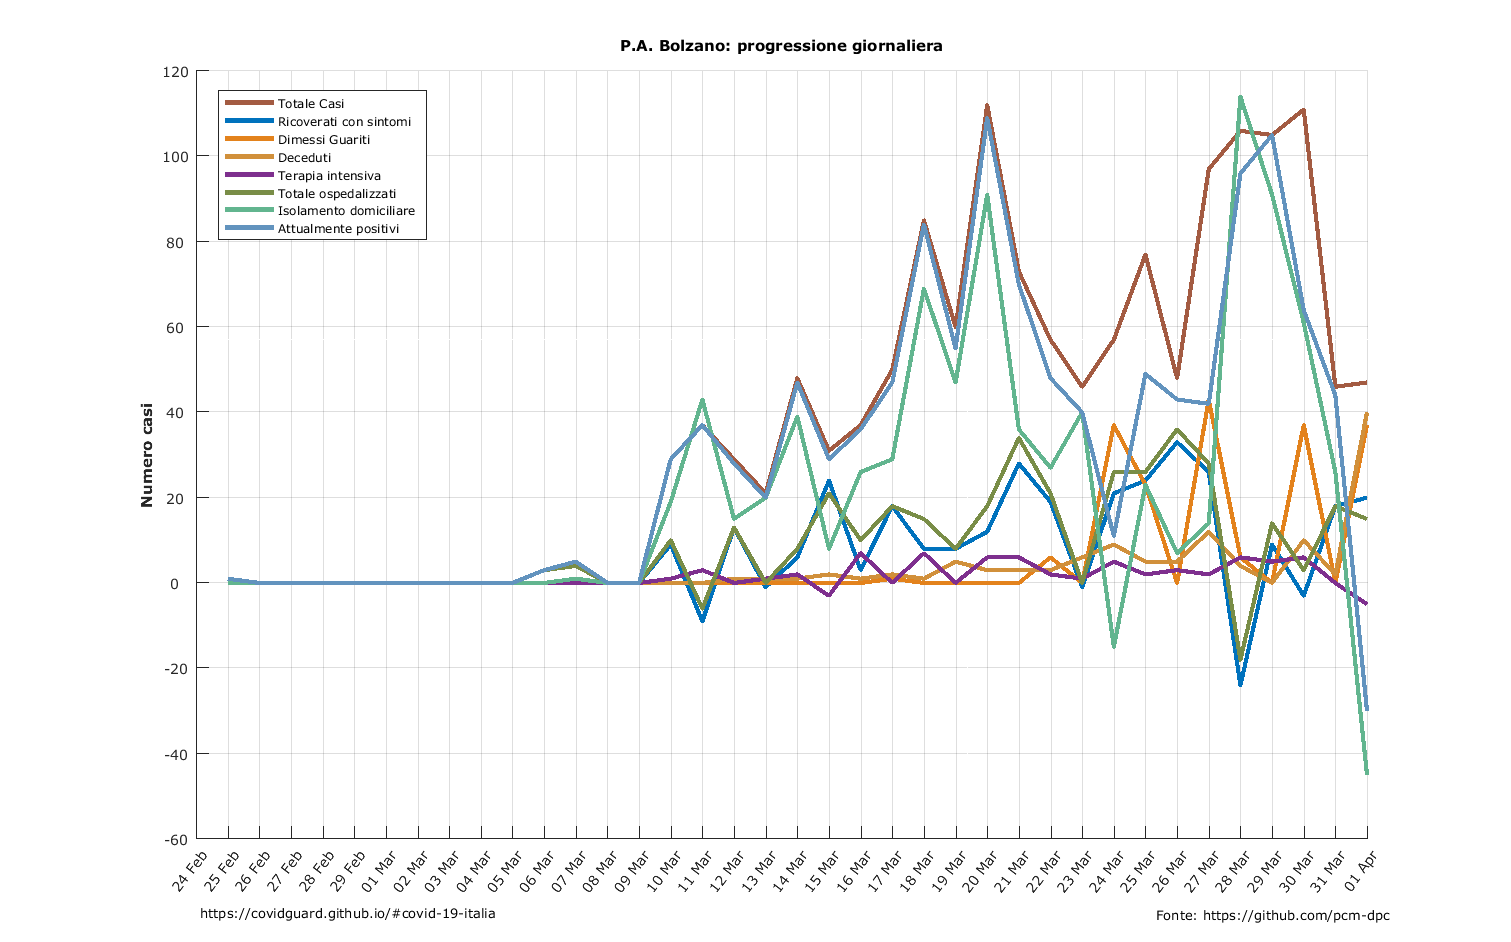 P.A. Bolzano: progressione giornaliera
120
100
80
60
40
20
0
-20
-40
-60
Numero casi
Totale Casi
Ricoverati con sintomi
Dimessi Guariti
Deceduti
Terapia intensiva
Totale ospedalizzati
Isolamento domiciliare
Attualmente positivi
24 Feb
25 Feb
26 Feb
27 Feb
28 Feb
29 Feb
01 Mar
02 Mar
03 Mar
04 Mar
05 Mar
06 Mar
07 Mar
08 Mar
09 Mar
10 Mar
11 Mar
12 Mar
13 Mar
14 Mar
15 Mar
16 Mar
17 Mar
18 Mar
19 Mar
20 Mar
21 Mar
22 Mar
23 Mar
24 Mar
25 Mar
26 Mar
27 Mar
28 Mar
29 Mar
30 Mar
31 Mar
01 Apr
https://covidguard.github.io/#covid-19-italia
Fonte: https://github.com/pcm-dpc